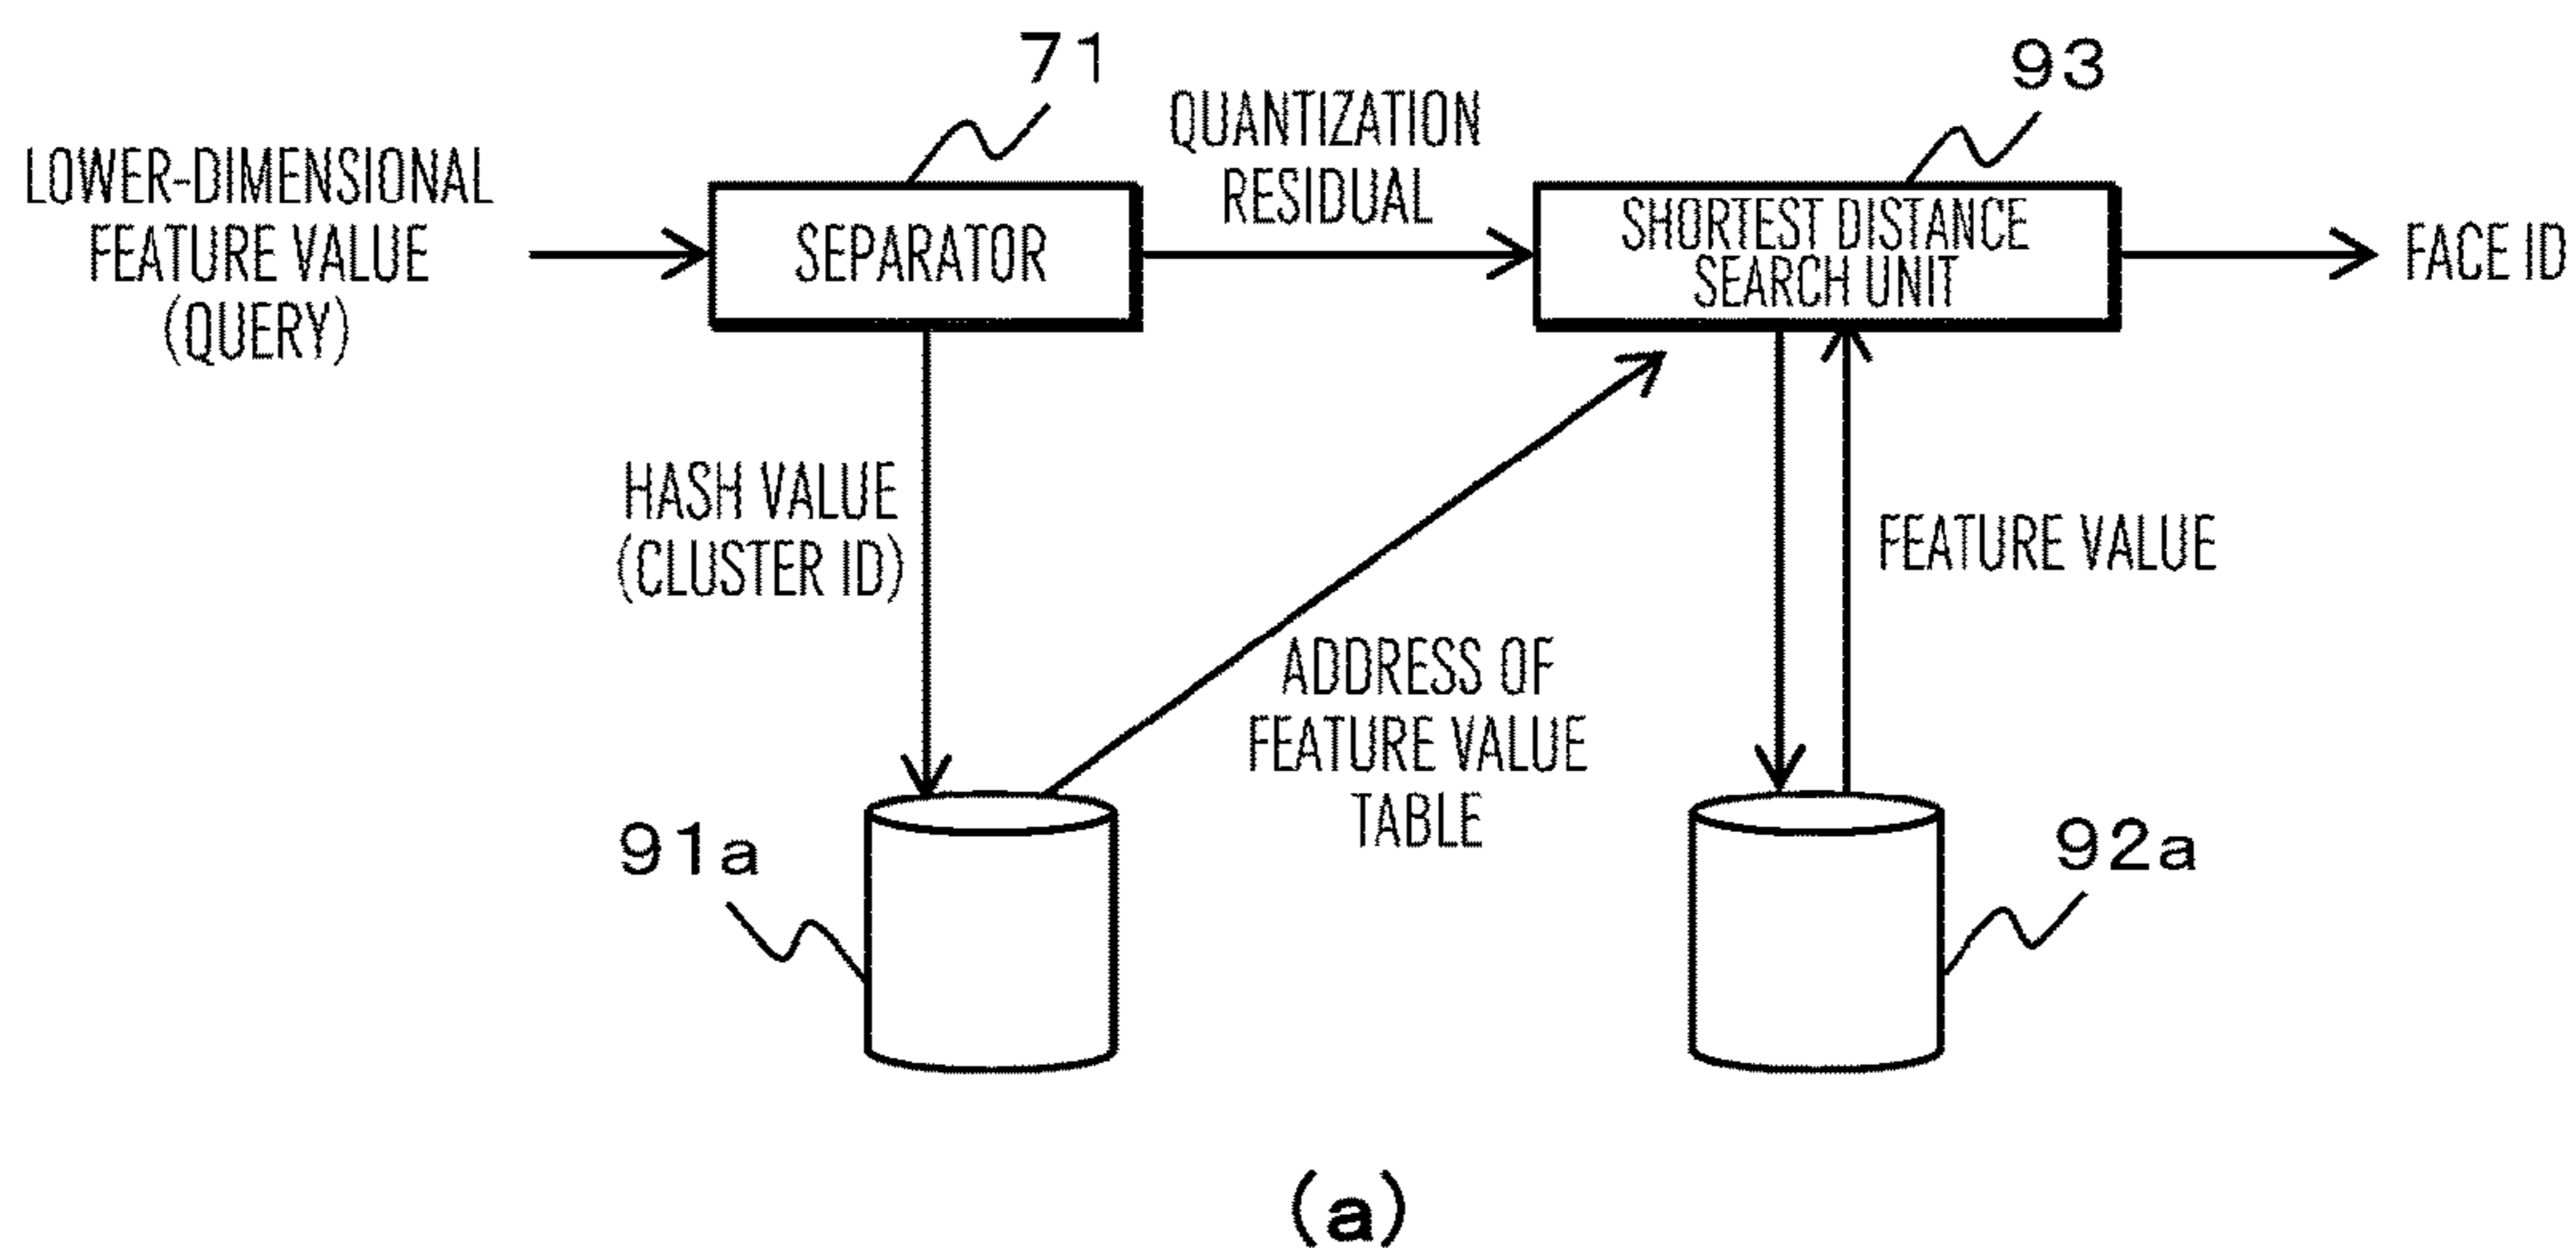 71
93
LOWER-DIMENSIONAL
FEATURE VALUE
(QUERY)
SEPARATOR
QUANTIZATION
RESIDUAL
SHORTEST DISTANCE
SEARCH UNIT
FACE ID
HASH VALUE
(CLUSTER ID)
ADDRESS OF
FEATURE VALUE
TABLE
FEATURE VALUE
91a
92a
(a)